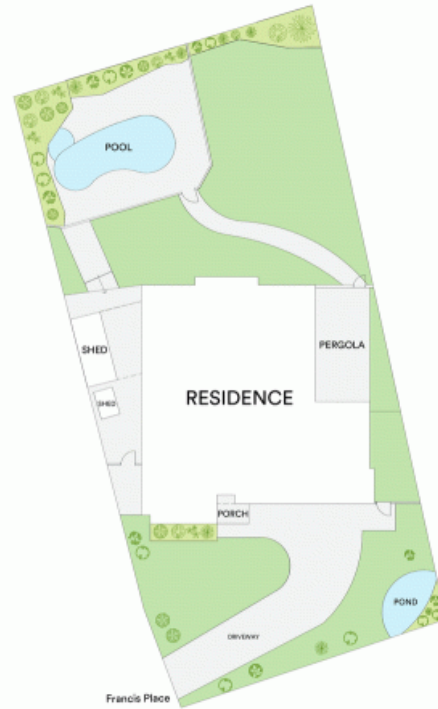 POOL
SHED
PERGOLA
RESIDENCE
SHED
PORCH
POND
DRIVEWAY
Francis Place